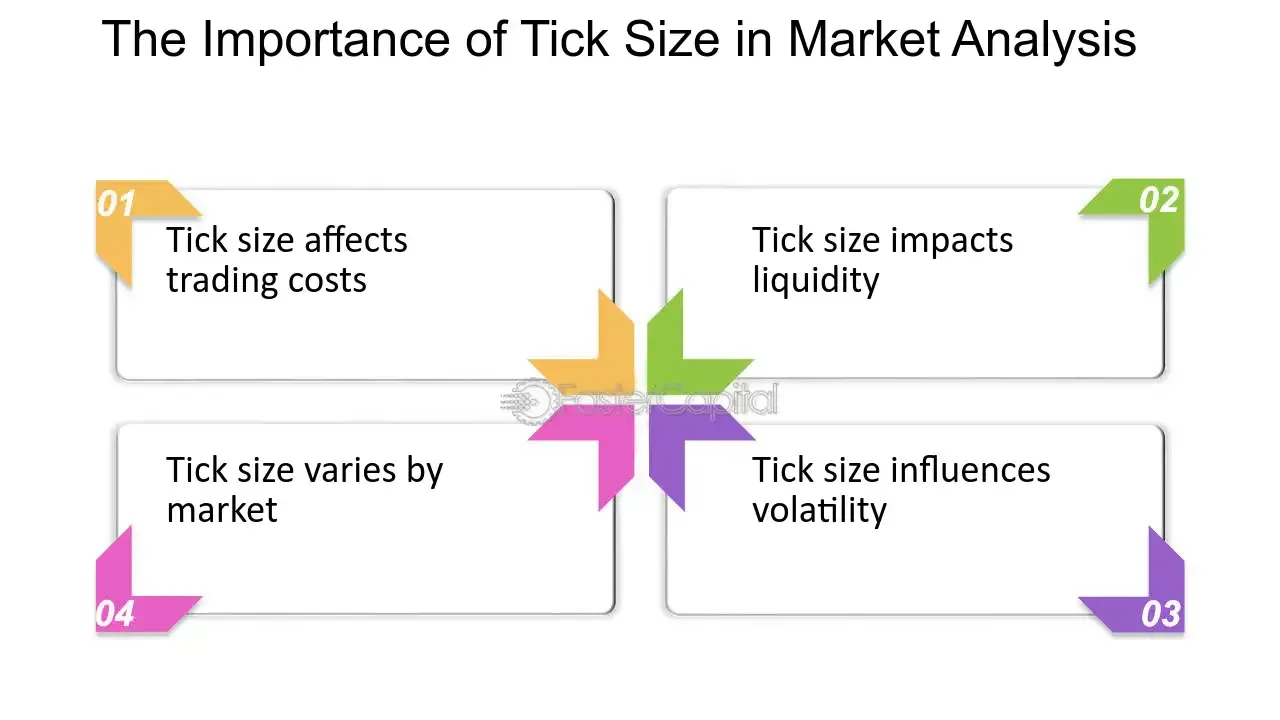 The Importance of Tick Size in Market Analysis
01
Tick size affects
trading costs
02
Tick size impacts
liquidity
03
Tick size influences
volatility
04
Tick size varies by
market
FasterCapital